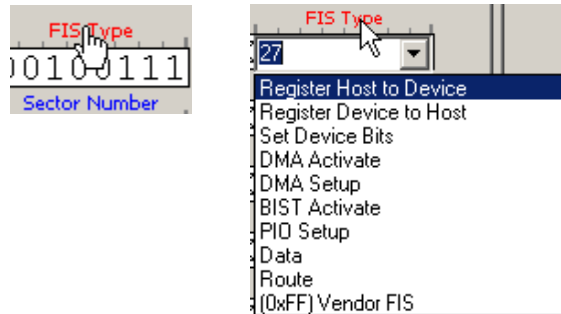 FIS Type
00100111
Sector Number
FIS Type
27
Register Host to Device
Register Device to Host
Set Device Bits
DMA Activate
DMA Setup
BIST Activate
PIO Setup
Data
Route
(0xFF) Vendor FIS